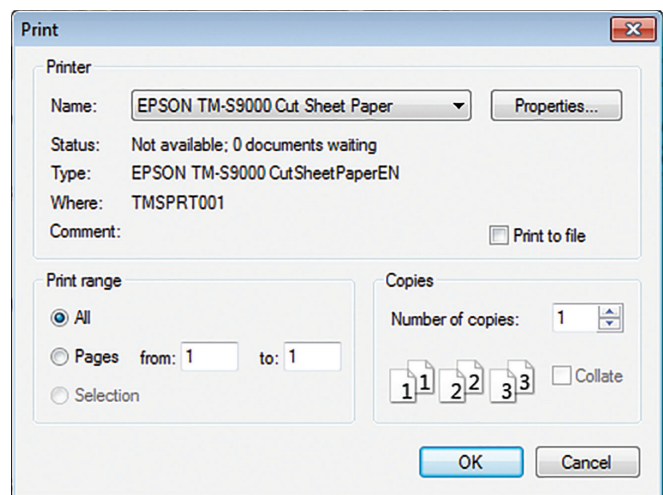 Print
Printer
Name: EPSON TM-S9000 Cut Sheet Paper Properties...
Status: Not available; 0 documents waiting
Type: EPSON TM-S9000 CutSheetPaperEN
Where: TMSPRT001
Comment: Print to file
Print range
All
Pages from: 1 to: 1
Selection
Copies
Number of copies: 1
1 1 2 2 3 3 Collate
OK Cancel